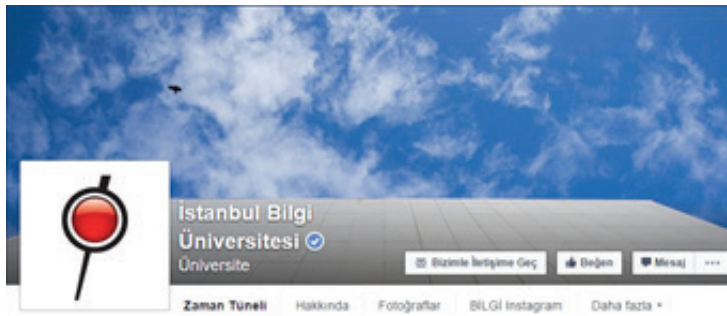 İstanbul Bilgi
Üniversitesi
Üniversite
Bizimle İletişime Geç
Beğen
Mesaj
Zaman Tüneli Hakkında Fotoğraflar BİLGİ Instagram Daha fazla